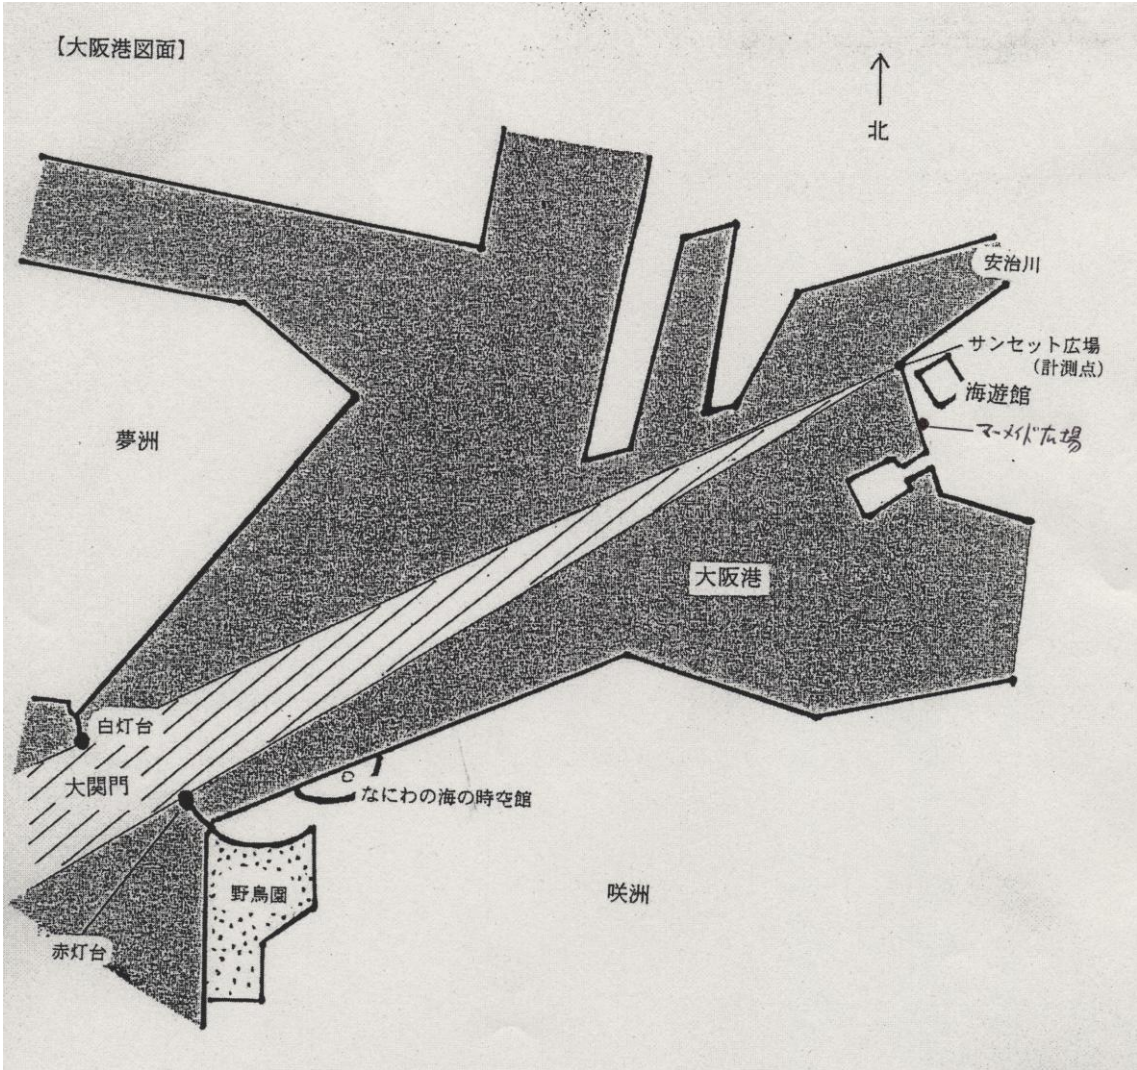 【大阪港図面】
北
安治川
サンセット広場
(計測点)
海遊館
マーメイド広場
夢洲
大阪港
白灯台
大関門
なにわの海の時空館
野鳥園
咲洲
赤灯台